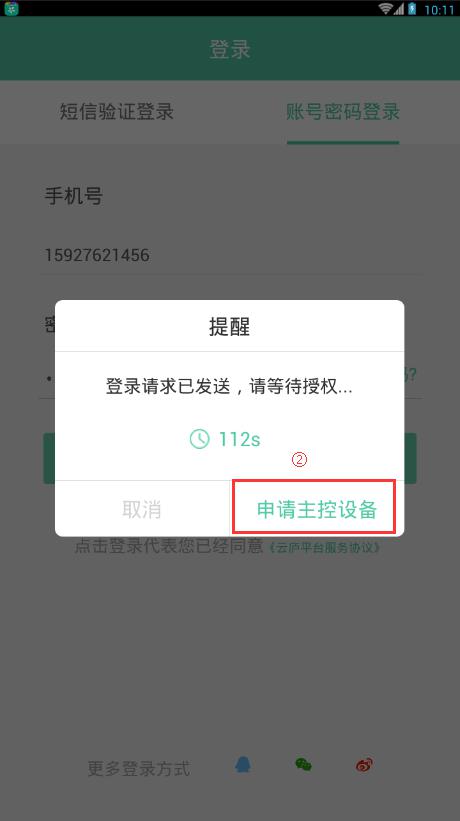 10:11
登录
短信验证登录 账号密码登录
手机号
15927621456
提醒
登录请求已发送，请等待授权...
112s
②
取消 申请主控设备
点击登录代表您已经同意《云庐平台服务协议》
更多登录方式